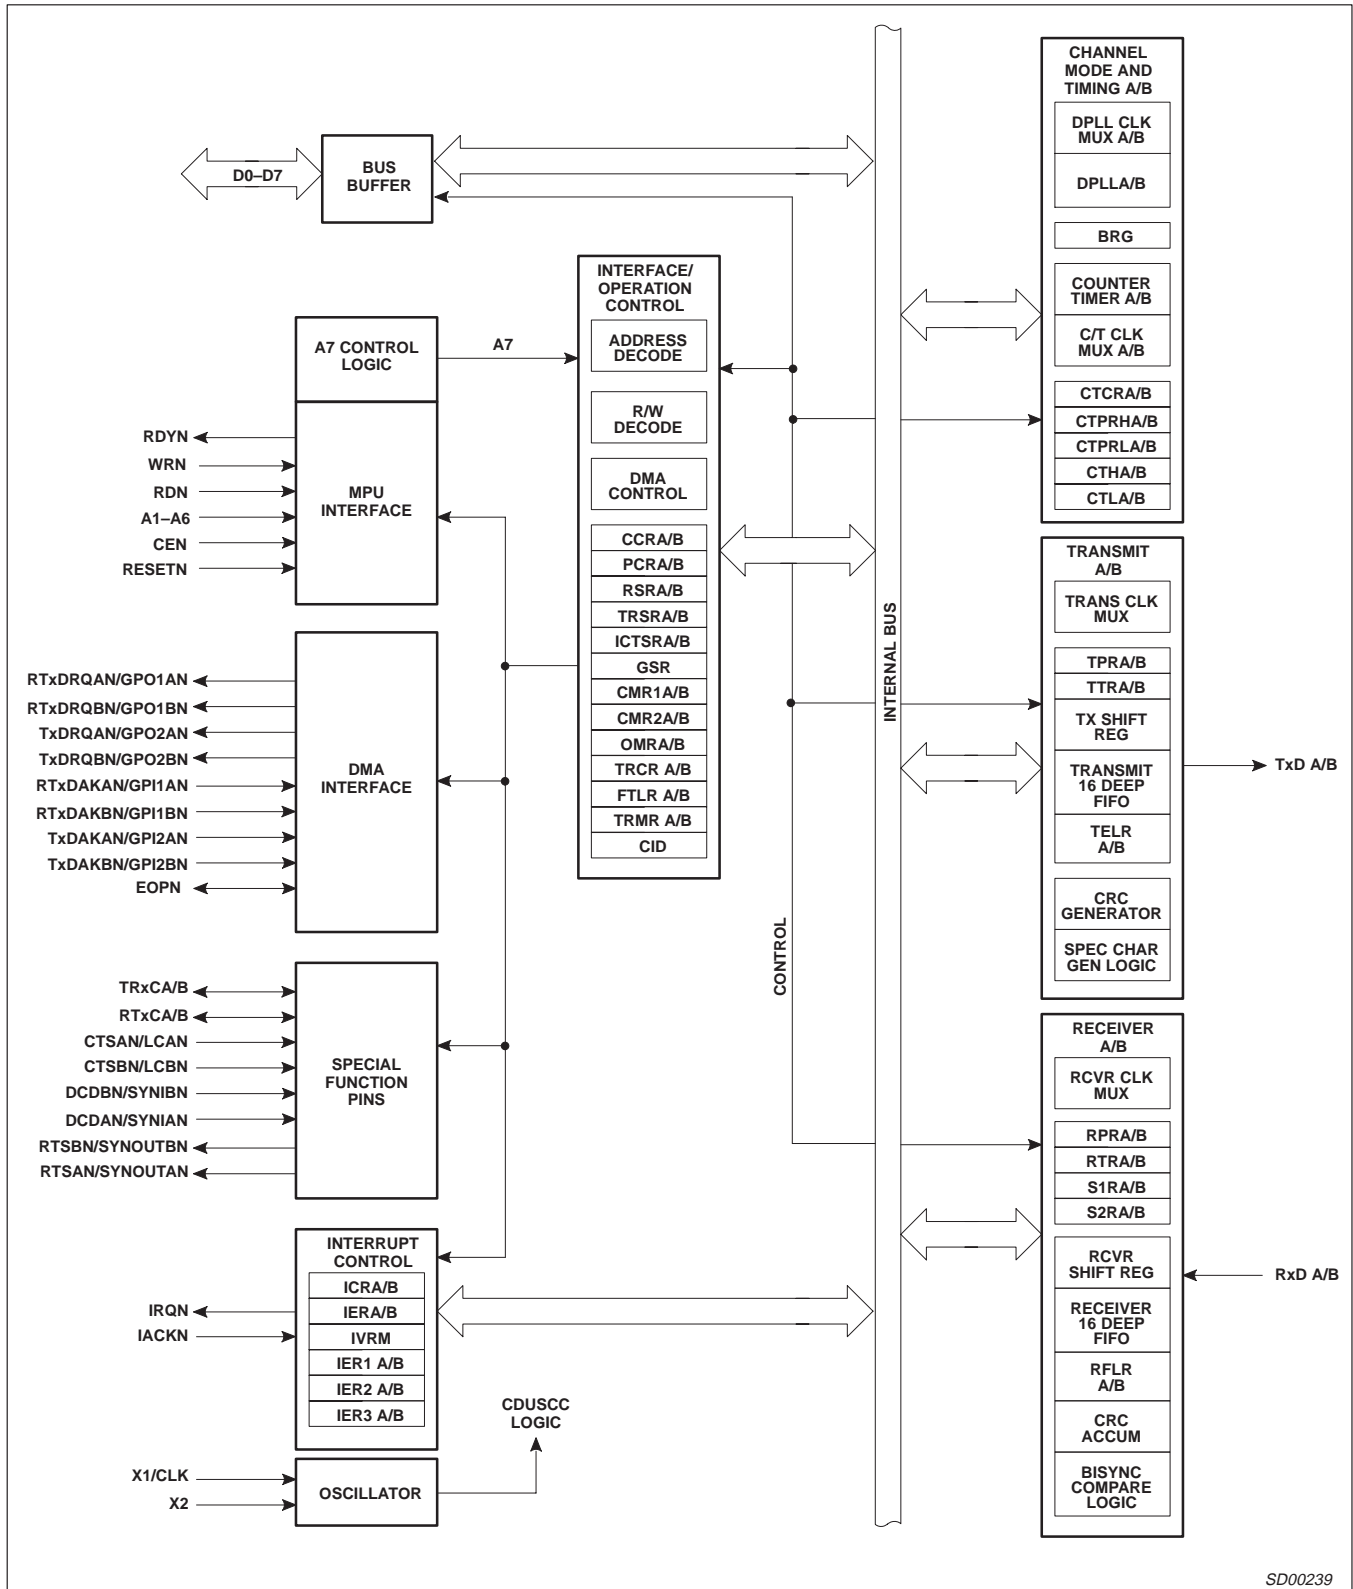 D0–D7
BUS
BUFFER
A7 CONTROL
LOGIC
A7
MPU
INTERFACE
RDYN
WRN
RDN
A1–A6
CEN
RESETN
DMA
INTERFACE
RTxDRQAN/GPO1AN
RTxDRQBN/GPO1BN
TxDRQAN/GPO2AN
TxDRQBN/GPO2BN
RTxDAKAN/GPI1AN
RTxDAKBN/GPI1BN
TxDAKAN/GPI2AN
TxDAKBN/GPI2BN
EOPN
SPECIAL
FUNCTION
PINS
TRxCA/B
RTxCA/B
CTSAN/LCAN
CTSBN/LCBN
DCDBN/SYNIBN
DCDAN/SYNIAN
RTSBN/SYNOUTBN
RTSAN/SYNOUTAN
INTERRUPT
CONTROL
ICRA/B
IERA/B
IVRM
IER1 A/B
IER2 A/B
IER3 A/B
IRQN
IACKN
X1/CLK
X2
OSCILLATOR
CDUSCC
LOGIC
INTERFACE/
OPERATION
CONTROL
ADDRESS
DECODE
R/W
DECODE
DMA
CONTROL
CCRA/B
PCRA/B
RSRA/B
TRSRA/B
ICTSRA/B
GSR
CMR1A/B
CMR2A/B
OMRA/B
TRCR A/B
FTLR A/B
TRMR A/B
CID
CONTROL
INTERNAL BUS
CHANNEL
MODE AND
TIMING A/B
DPLL CLK
MUX A/B
DPLLA/B
BRG
COUNTER
TIMER A/B
C/T CLK
MUX A/B
CTCRA/B
CTPRHA/B
CTPRLA/B
CTHA/B
CTLA/B
TRANSMIT
A/B
TRANS CLK
MUX
TPRA/B
TTRA/B
TX SHIFT
REG
TRANSMIT
16 DEEP
FIFO
TELR
A/B
CRC
GENERATOR
SPEC CHAR
GEN LOGIC
TxD A/B
RECEIVER
A/B
RCVR CLK
MUX
RPRA/B
RTRA/B
S1RA/B
S2RA/B
RCVR
SHIFT REG
RECEIVER
16 DEEP
FIFO
RFLR
A/B
CRC
ACCUM
BISYNC
COMPARE
LOGIC
RxD A/B
SD00239